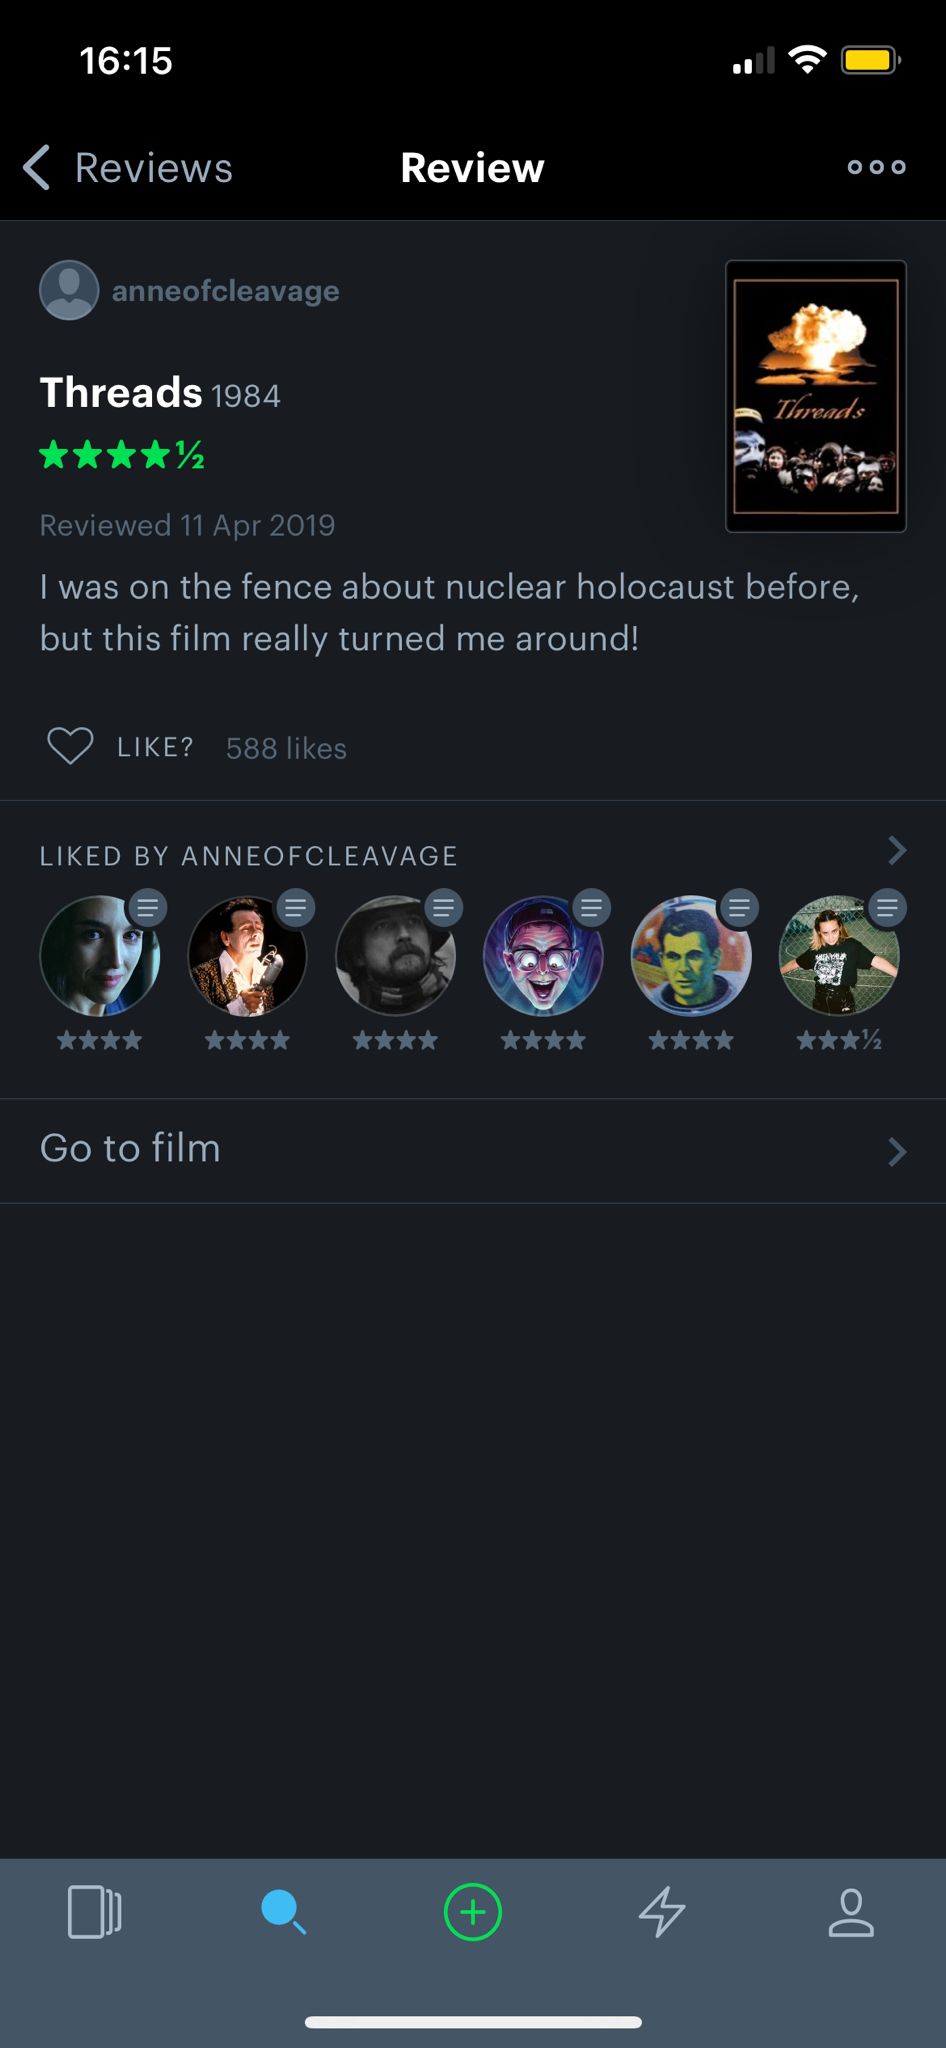 16:15
Reviews
Review
anneofcleavage
Threads 1984
★★★★½
Threads
Reviewed 11 Apr 2019
I was on the fence about nuclear holocaust before,
but this film really turned me around!
LIKE? 588 likes
LIKED BY ANNEOFCLEAVAGE
★★★★ ★★★★ ★★★★ ★★★★ ★★★★ ★★★½
Go to film